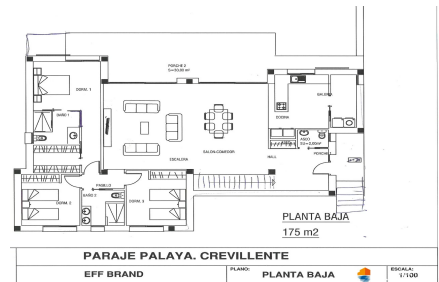 PORCHE 2
DORM. 1
BAÑO 1
COCINA
GALERIA
ASEO
HALL
SALON-COMEDOR
ESCALERA
PASILLO
BAÑO 2
DORM. 2
DORM. 3
PLANTA BAJA
175 m2
PARAJE PALAYA. CREVILLENTE
EFF BRAND
PLANO:
PLANTA BAJA
ESCALA:
1/100